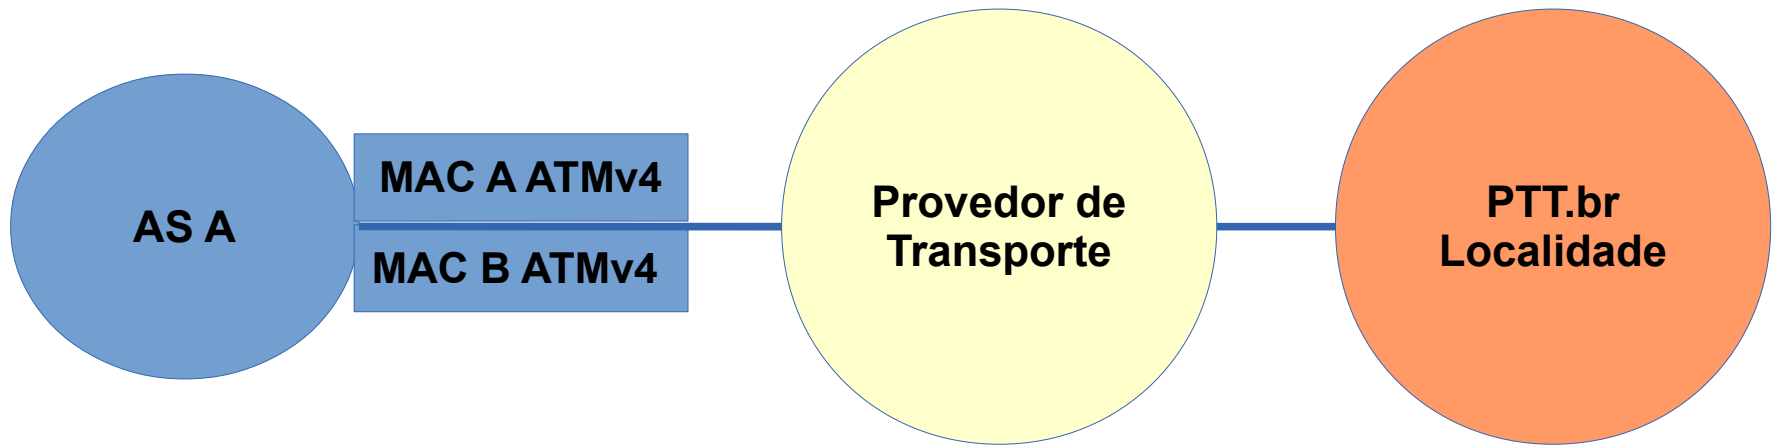 AS A
MAC A ATMv4
MAC B ATMv4
Provedor de
Transporte
PTT.br
Localidade